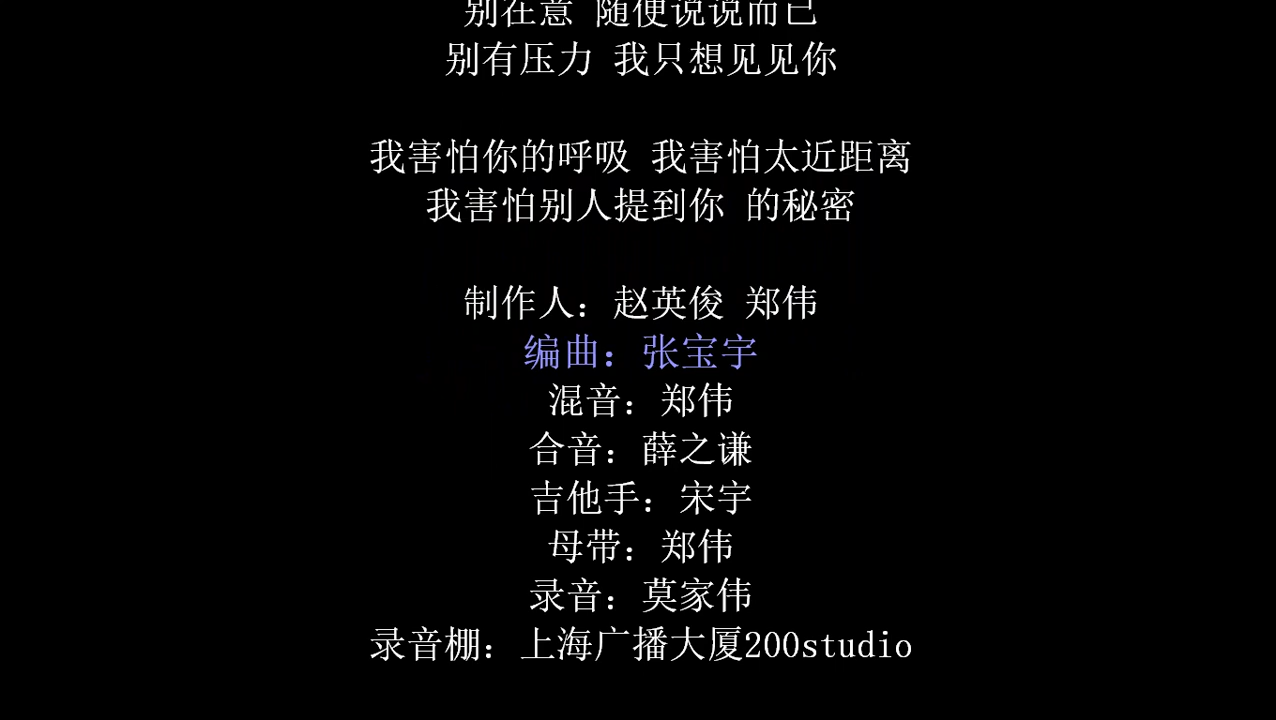 别在意 随便说说而已
别有压力 我只想见见你
我害怕你的呼吸 我害怕太近距离
我害怕别人提到你 的秘密
制作人：赵英俊 郑伟
编曲：张宝宇
混音：郑伟
合音：薛之谦
吉他手：宋宇
母带：郑伟
录音：莫家伟
录音棚：上海广播大厦200studio